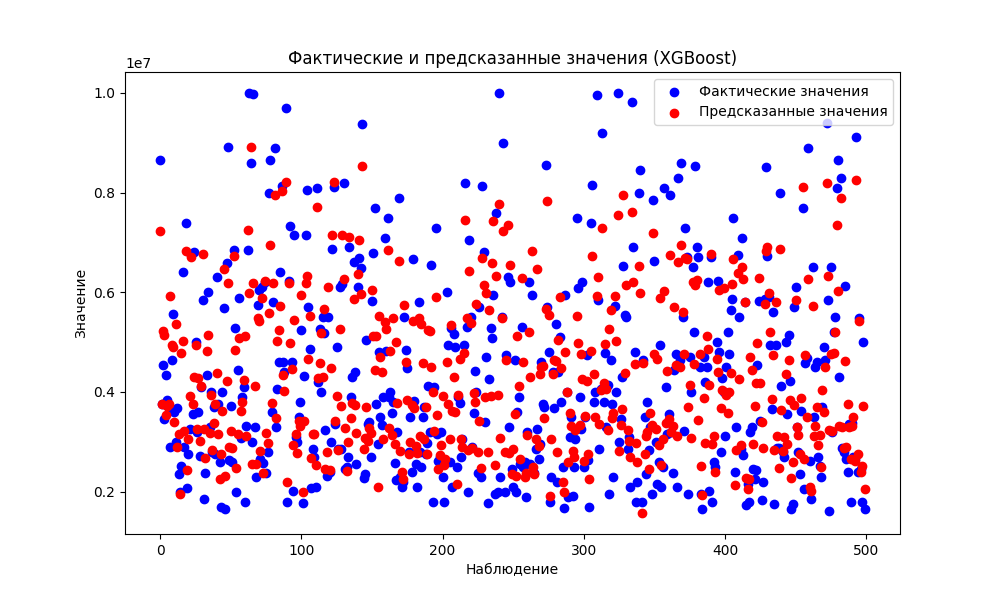 Фактические и предсказанные значения (XGBoost)
1e7
Фактические значения
Предсказанные значения
1.0
0.8
0.6
0.4
0.2
Значение
0 100 200 300 400 500
Наблюдение